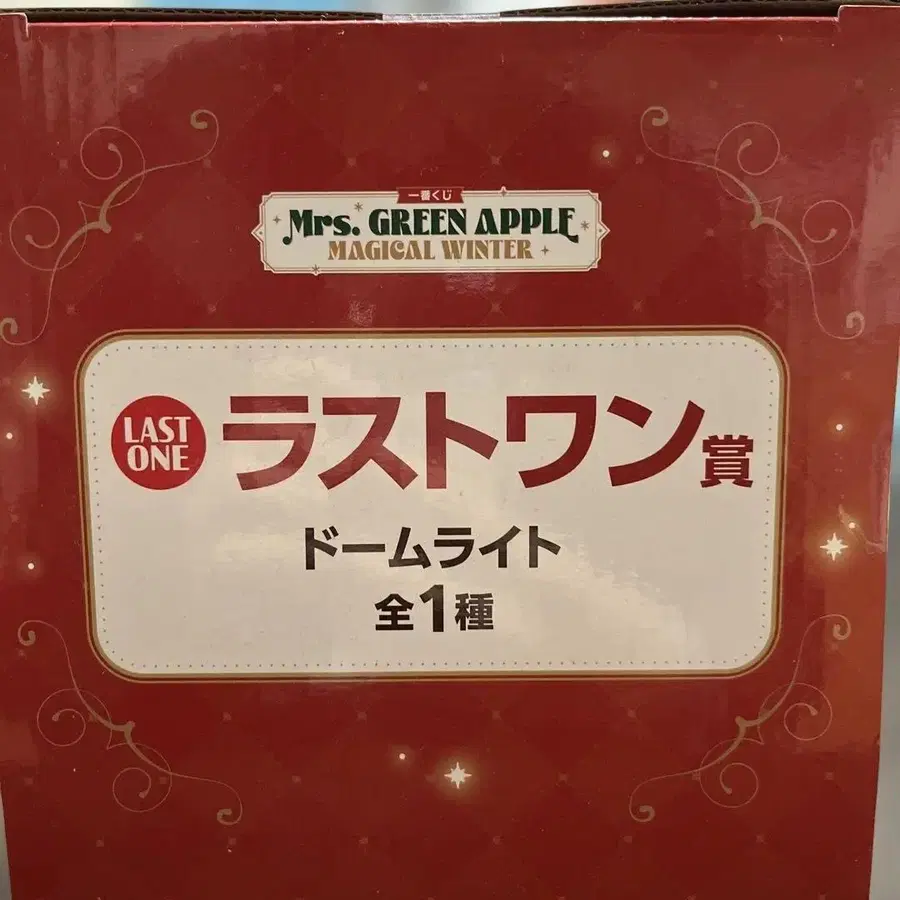 一番くじ
Mrs. GREEN APPLE
MAGICAL WINTER
LAST
ONE
ラストワン賞
ドームライト
全1種